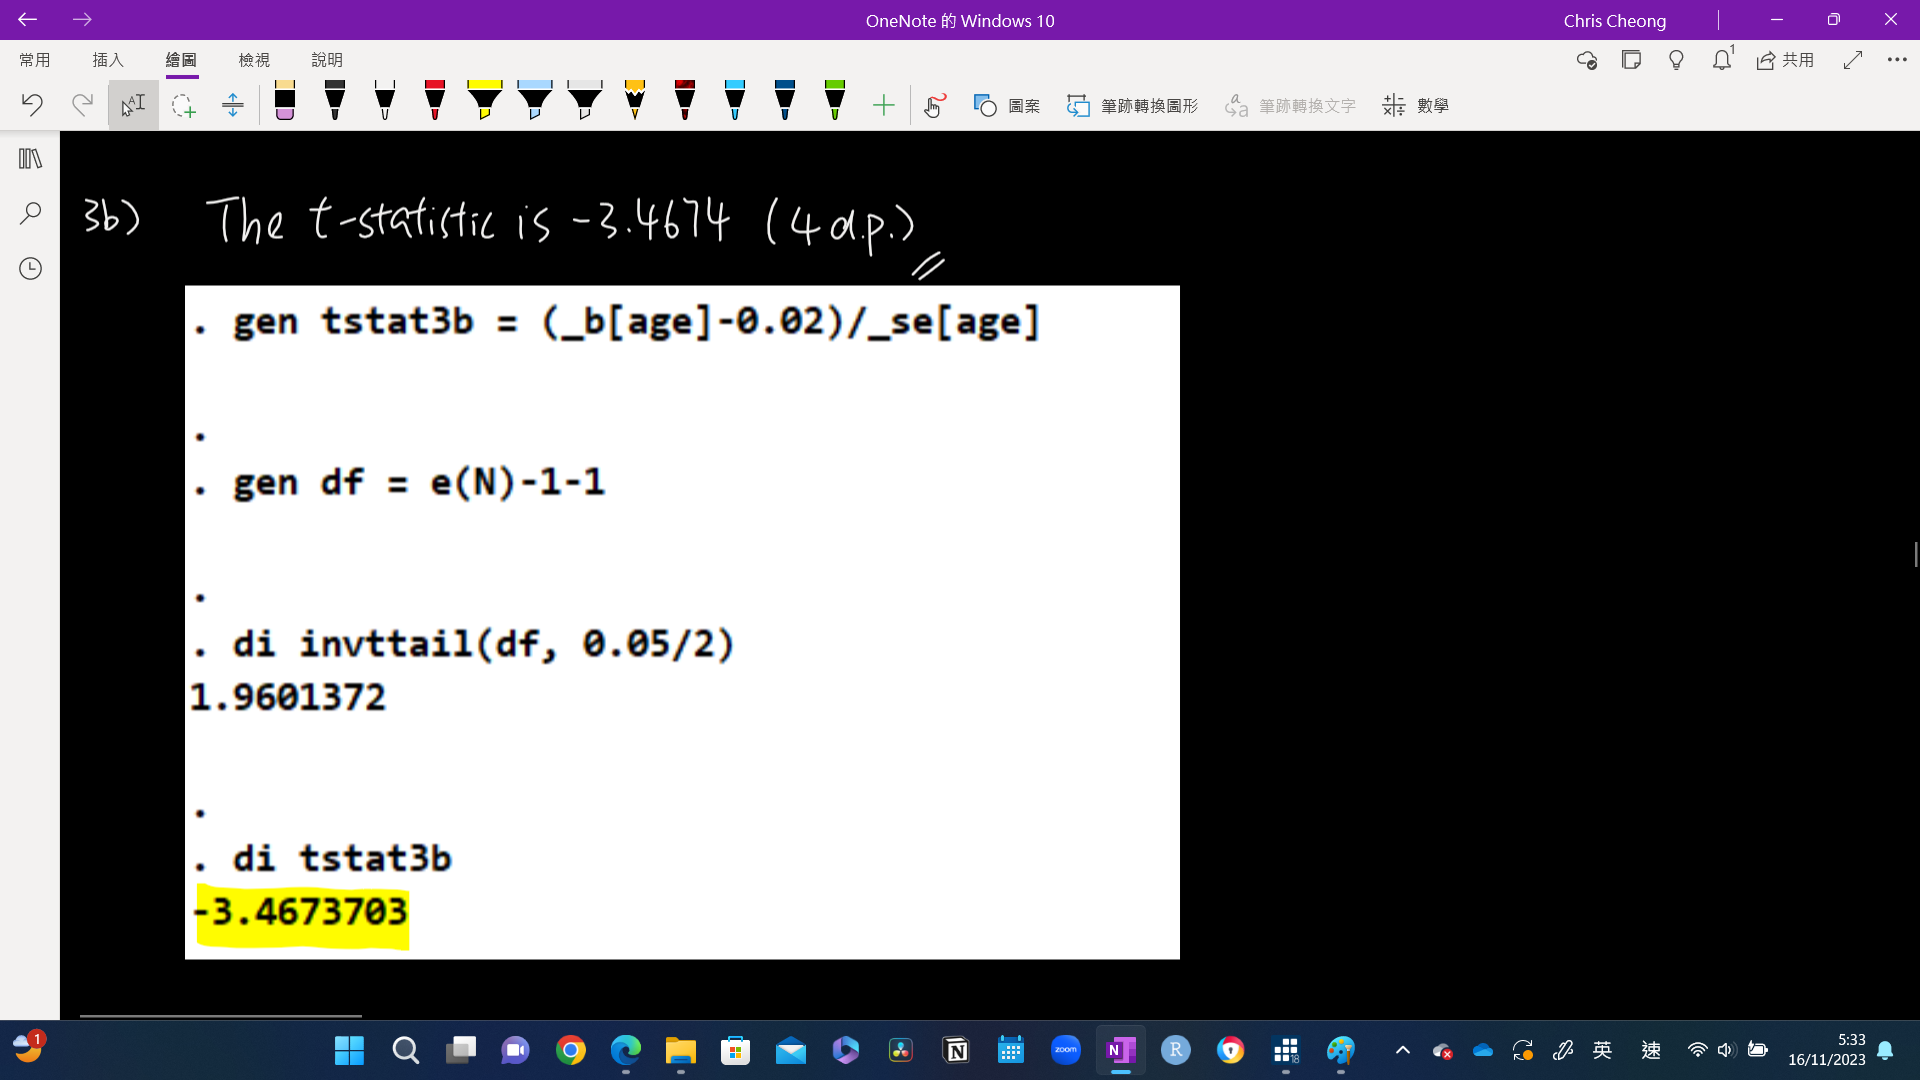 OneNote 的 Windows 10
Chris Cheong
常用 插入 繪圖 檢視 說明
1
共用
AI
圖案
筆跡轉換圖形
a
a
筆跡轉換文字
數學
3b) The t-statistic is -3.4674 (4 d.p.)
. gen tstat3b = (_b[age]-0.02)/_se[age]
.
. gen df = e(N)-1-1
.
. di invttail(df, 0.05/2)
1.9601372
.
. di tstat3b
-3.4673703
1
zoom
N
R
18
英
速
5:33
16/11/2023